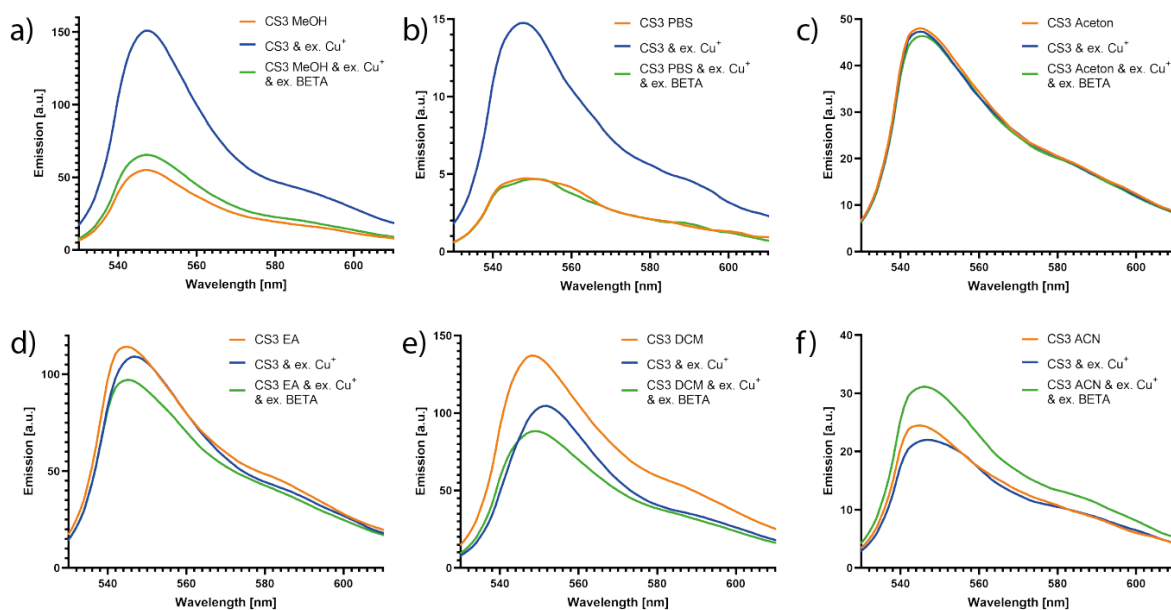 a)
CS3 MeOH
CS3 & ex. Cu⁺
CS3 MeOH & ex. Cu⁺
& ex. BETA
Emission [a.u.]
150
100
50
0
540
560
580
600
Wavelength [nm]
b)
CS3 PBS
CS3 & ex. Cu⁺
CS3 PBS & ex. Cu⁺
& ex. BETA
Emission [a.u.]
15
10
5
0
540
560
580
600
Wavelength [nm]
c)
CS3 Aceton
CS3 & ex. Cu⁺
CS3 Aceton & ex. Cu⁺
& ex. BETA
Emission [a.u.]
50
40
30
20
10
0
540
560
580
600
Wavelength [nm]
d)
CS3 EA
CS3 & ex. Cu⁺
CS3 EA & ex. Cu⁺
& ex. BETA
Emission [a.u.]
100
50
0
540
560
580
600
Wavelength [nm]
e)
CS3 DCM
CS3 & ex. Cu⁺
CS3 DCM & ex. Cu⁺
& ex. BETA
Emission [a.u.]
150
100
50
0
540
560
580
600
Wavelength [nm]
f)
CS3 ACN
CS3 & ex. Cu⁺
CS3 ACN & ex. Cu⁺
& ex. BETA
Emission [a.u.]
40
30
20
10
0
540
560
580
600
Wavelength [nm]